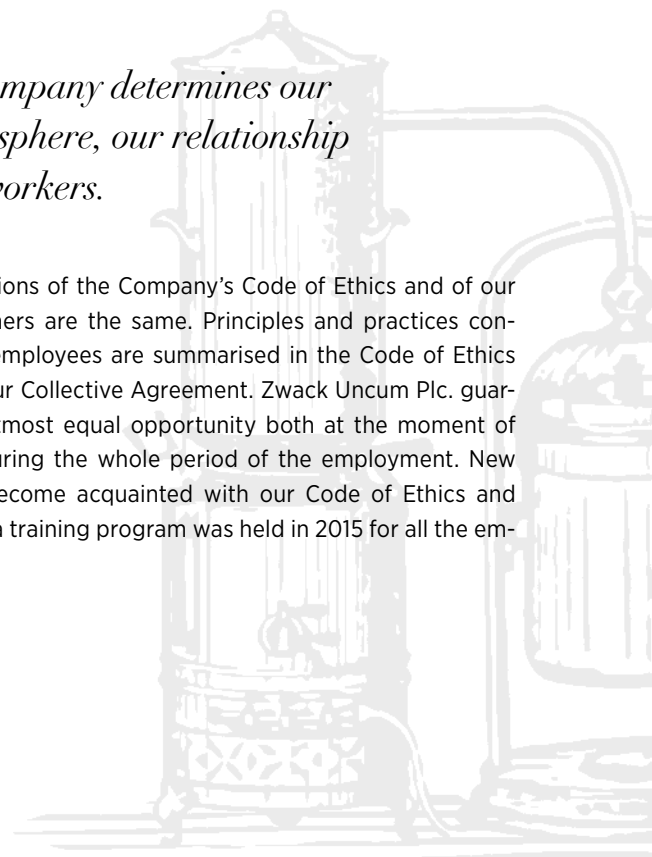 mpany determines our
sphere, our relationship
workers.
ions of the Company's Code of Ethics and of our
ners are the same. Principles and practices con-
employees are summarised in the Code of Ethics
ur Collective Agreement. Zwack Uncum Plc. guar-
tmost equal opportunity both at the moment of
uring the whole period of the employment. New
ecome acquainted with our Code of Ethics and
a training program was held in 2015 for all the em-